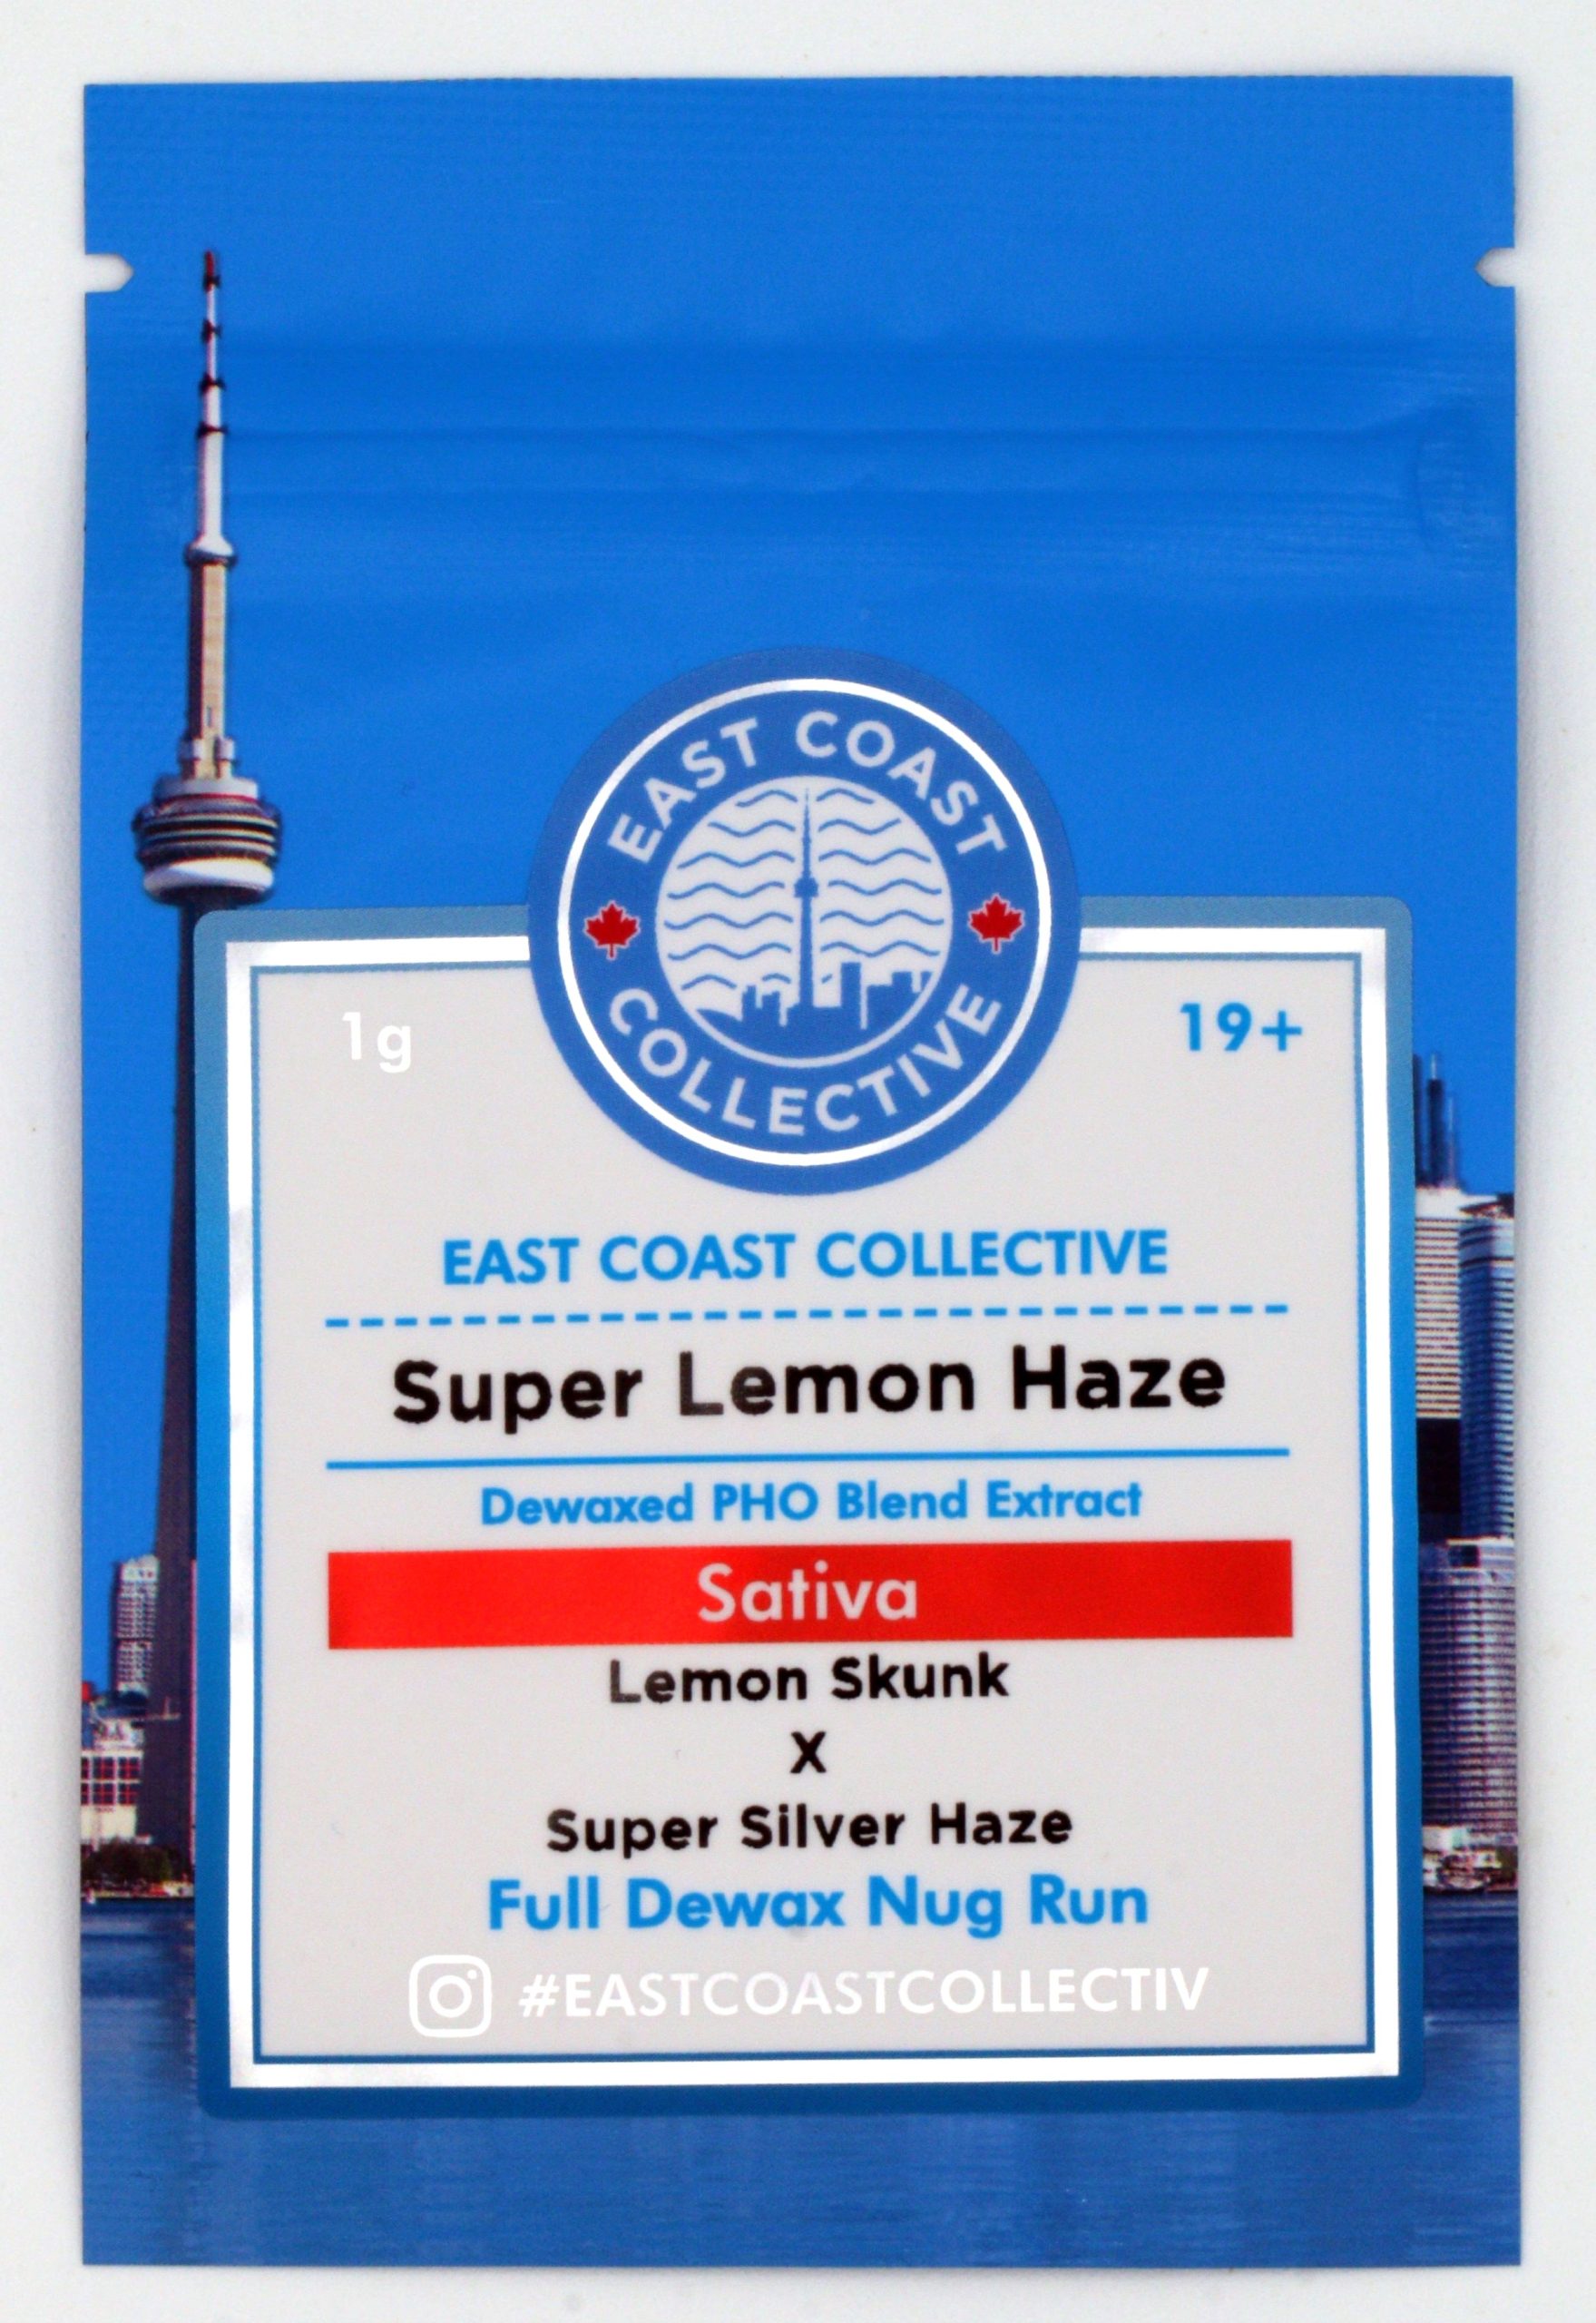 EAST COAST
COLLECTIVE
1g
19+
EAST COAST COLLECTIVE
Super Lemon Haze
Dewaxed PHO Blend Extract
Sativa
Lemon Skunk
X
Super Silver Haze
Full Dewax Nug Run
#EASTCOASTCOLLECTIV